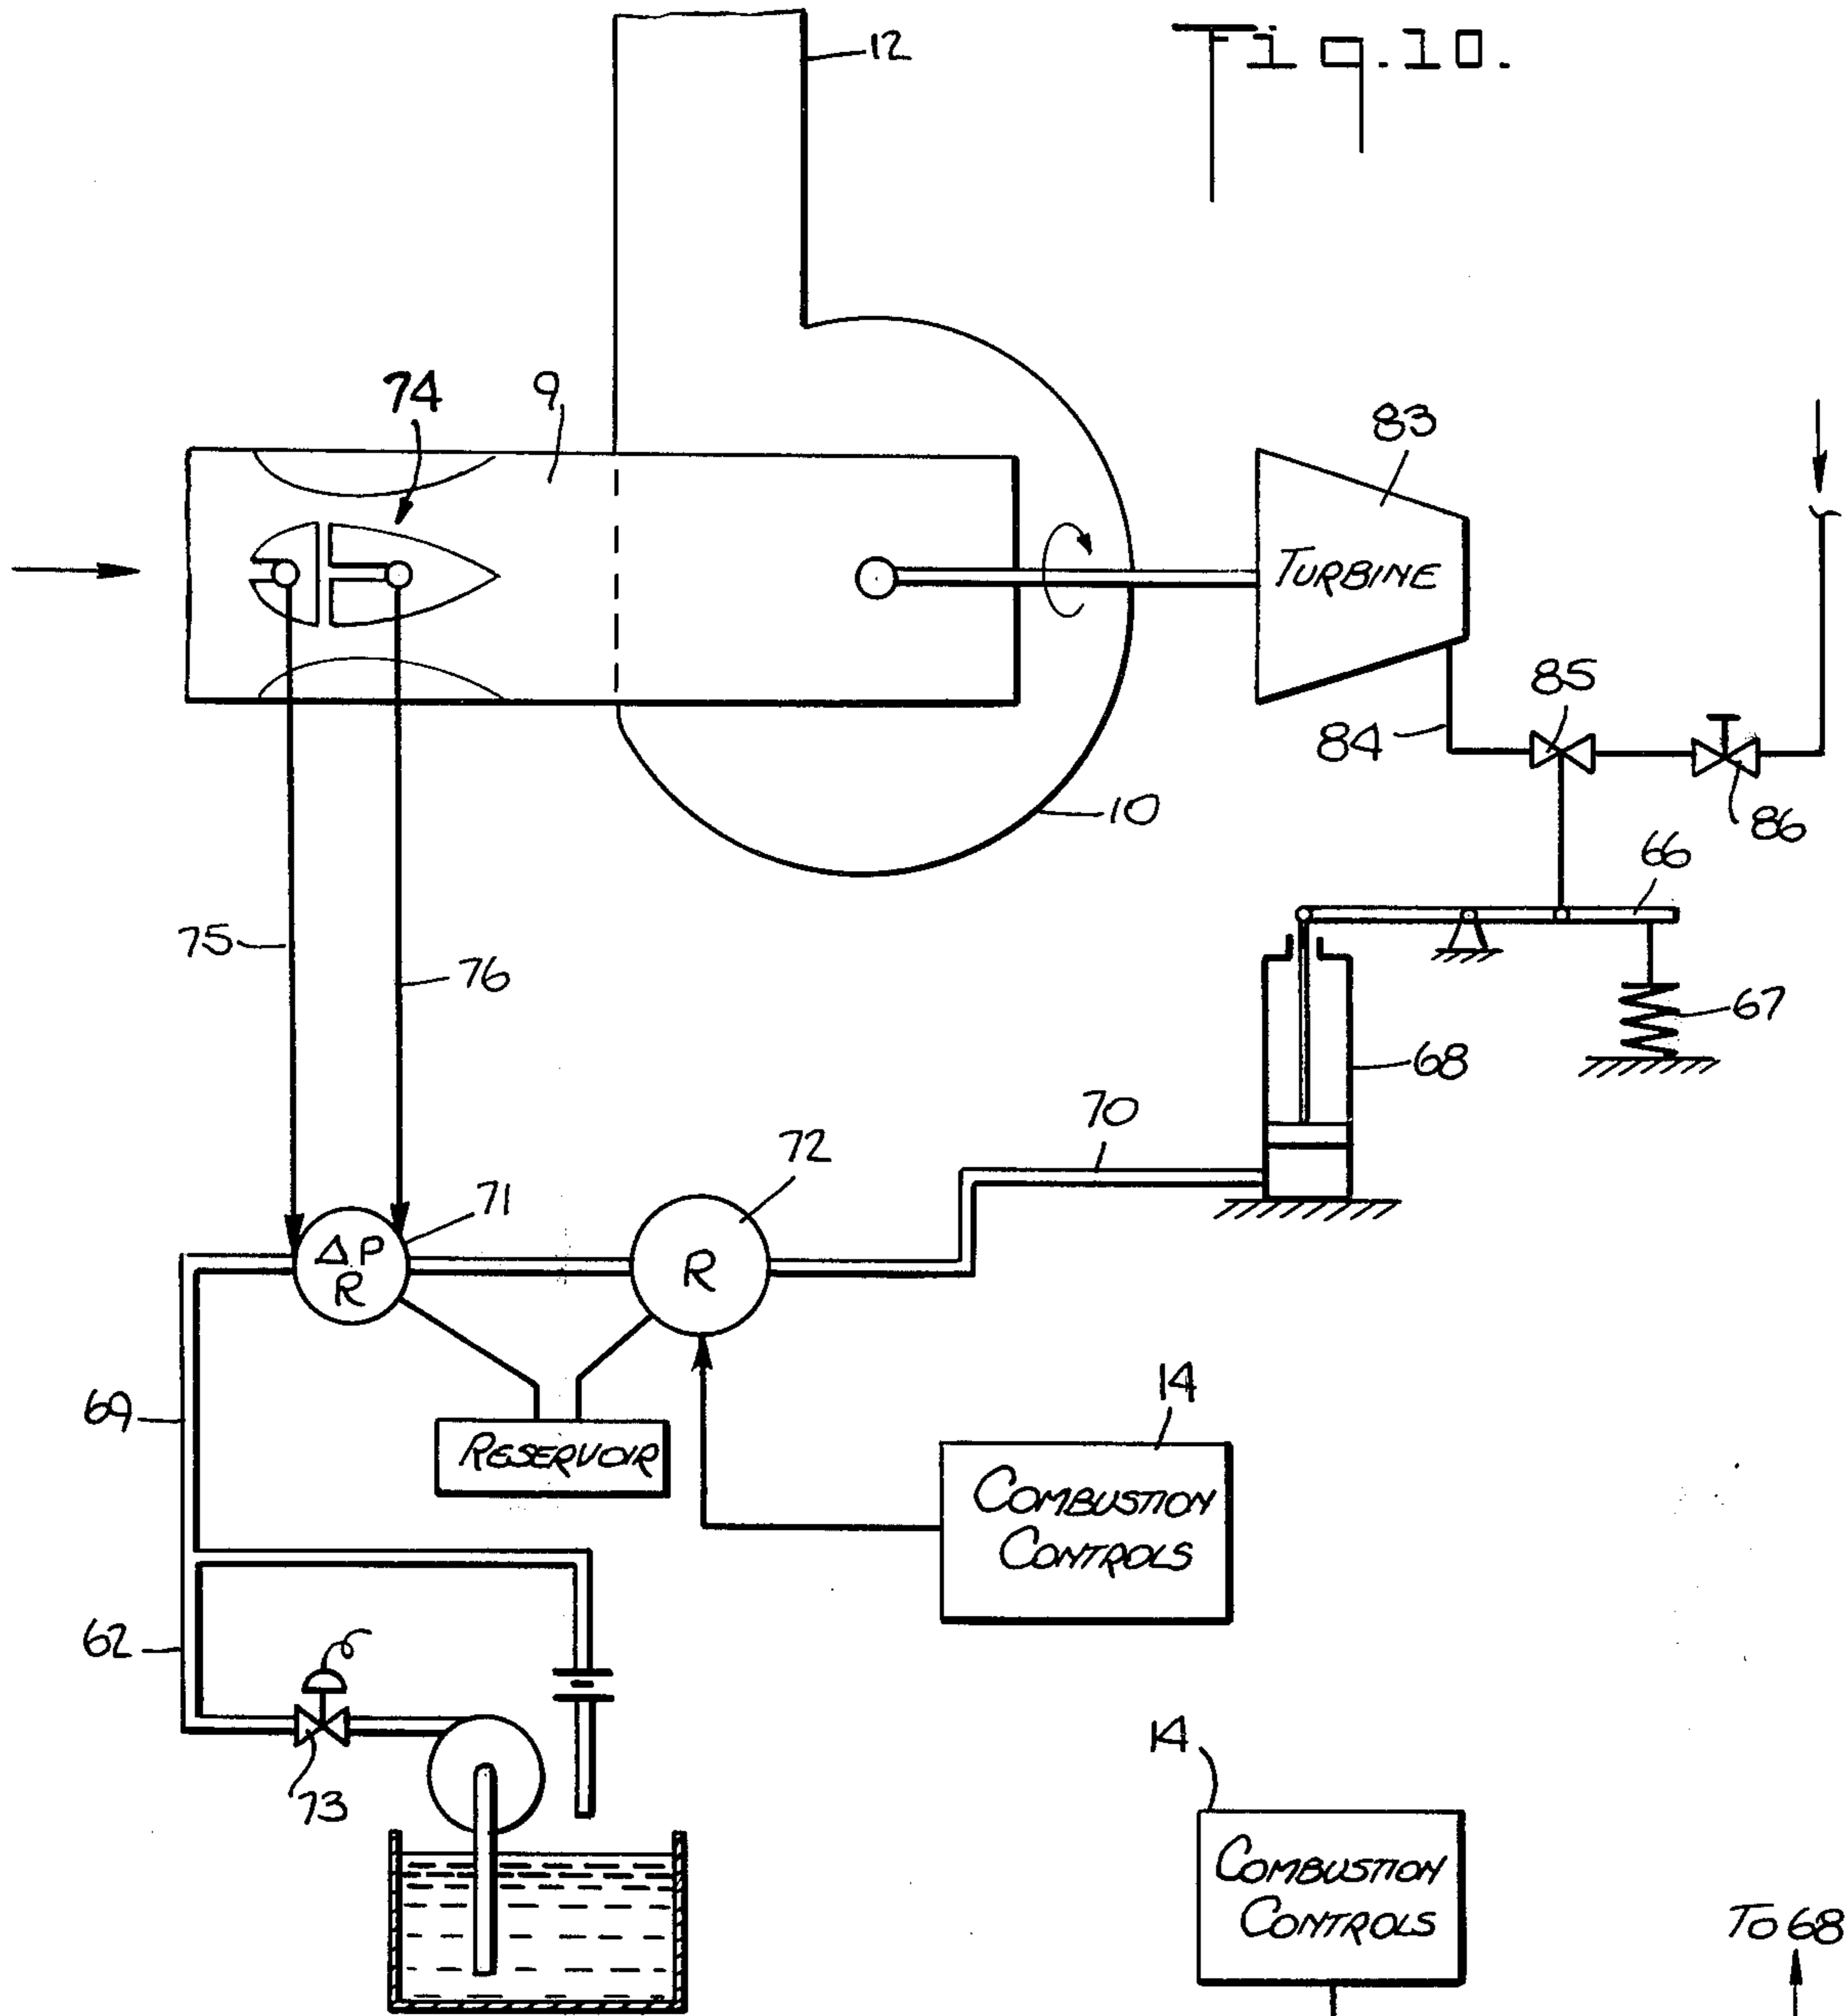 Fig.10.
12
74
9
83
TURBINE
85
84
86
10
66
75
76
67
68
70
72
71
ΔP
R
R
69
RESERVOIR
14
COMBUSTION
CONTROLS
62
73
14
COMBUSTION
CONTROLS
TO 68